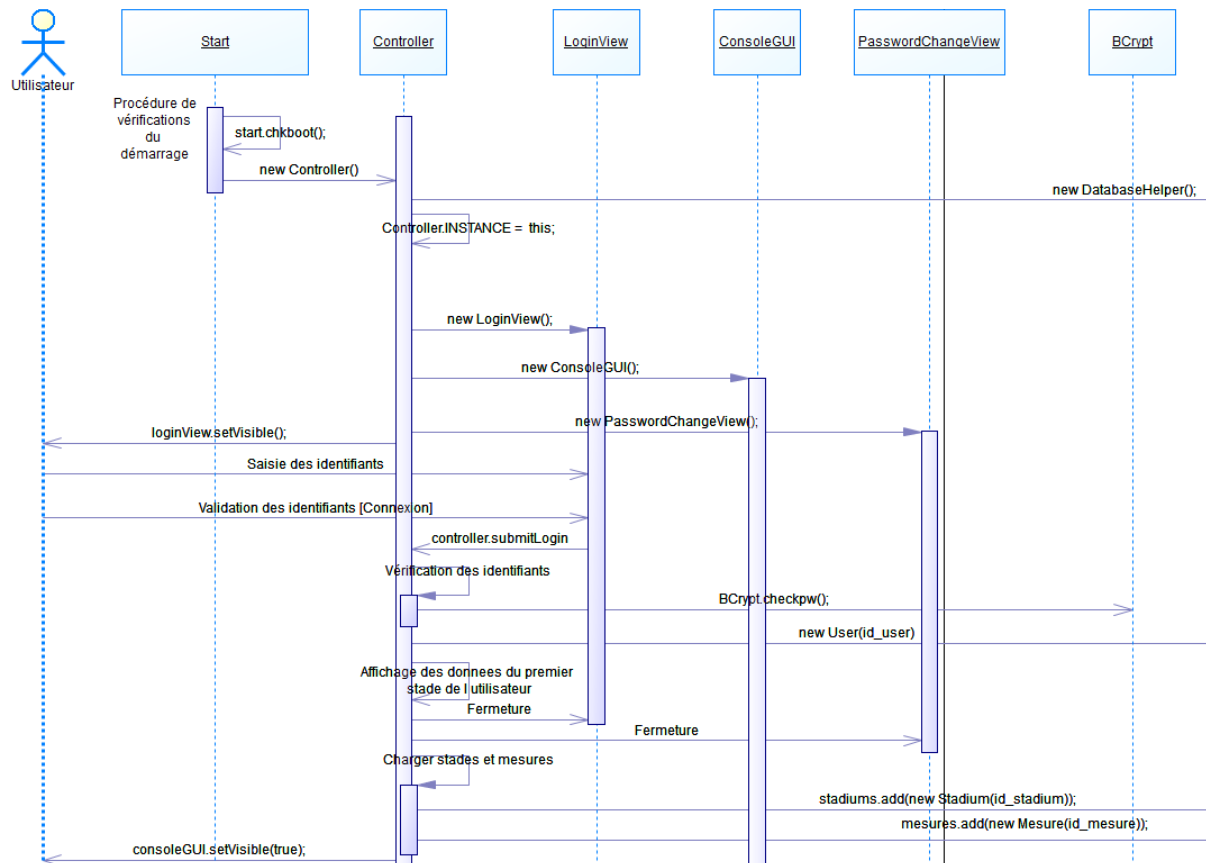 Start
Controller
LoginView
ConsoleGUI
PasswordChangeView
BCrypt
Utilisateur
Procédure de
vérifications
du
démarrage
start.chkboot();
new Controller()
new DatabaseHelper();
Controller.INSTANCE = this;
new LoginView();
new ConsoleGUI();
new PasswordChangeView();
loginView.setVisible();
Saisie des identifiants
Validation des identifiants [Connexion]
controller.submitLogin
Vérification des identifiants
BCrypt.checkpw();
new User(id_user)
Affichage des donnees du premier
stade de l'utilisateur
Fermeture
Fermeture
Charger stades et mesures
stadiums.add(new Stadium(id_stadium));
mesures.add(new Mesure(id_mesure));
consoleGUI.setVisible(true);